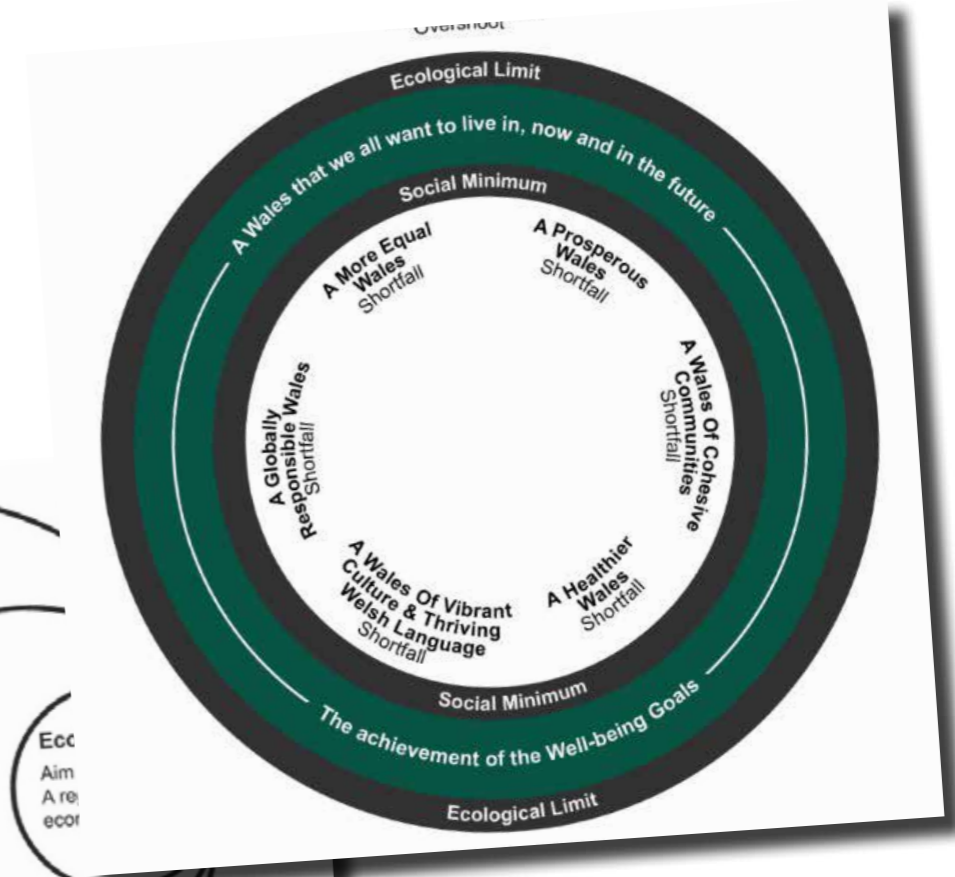 Overshoot
Ecological Limit
A Wales that we all want to live in, now and in the future
Social Minimum
A More Equal
Wales
Shortfall
A Prosperous
Wales
Shortfall
A Globally
Responsible Wales
Shortfall
A Wales Of Cohesive
Communities
Shortfall
A Wales Of Vibrant
Culture & Thriving
Welsh Language
Shortfall
A Healthier
Wales
Shortfall
Social Minimum
The achievement of the Well-being Goals
Ecological Limit
Aim